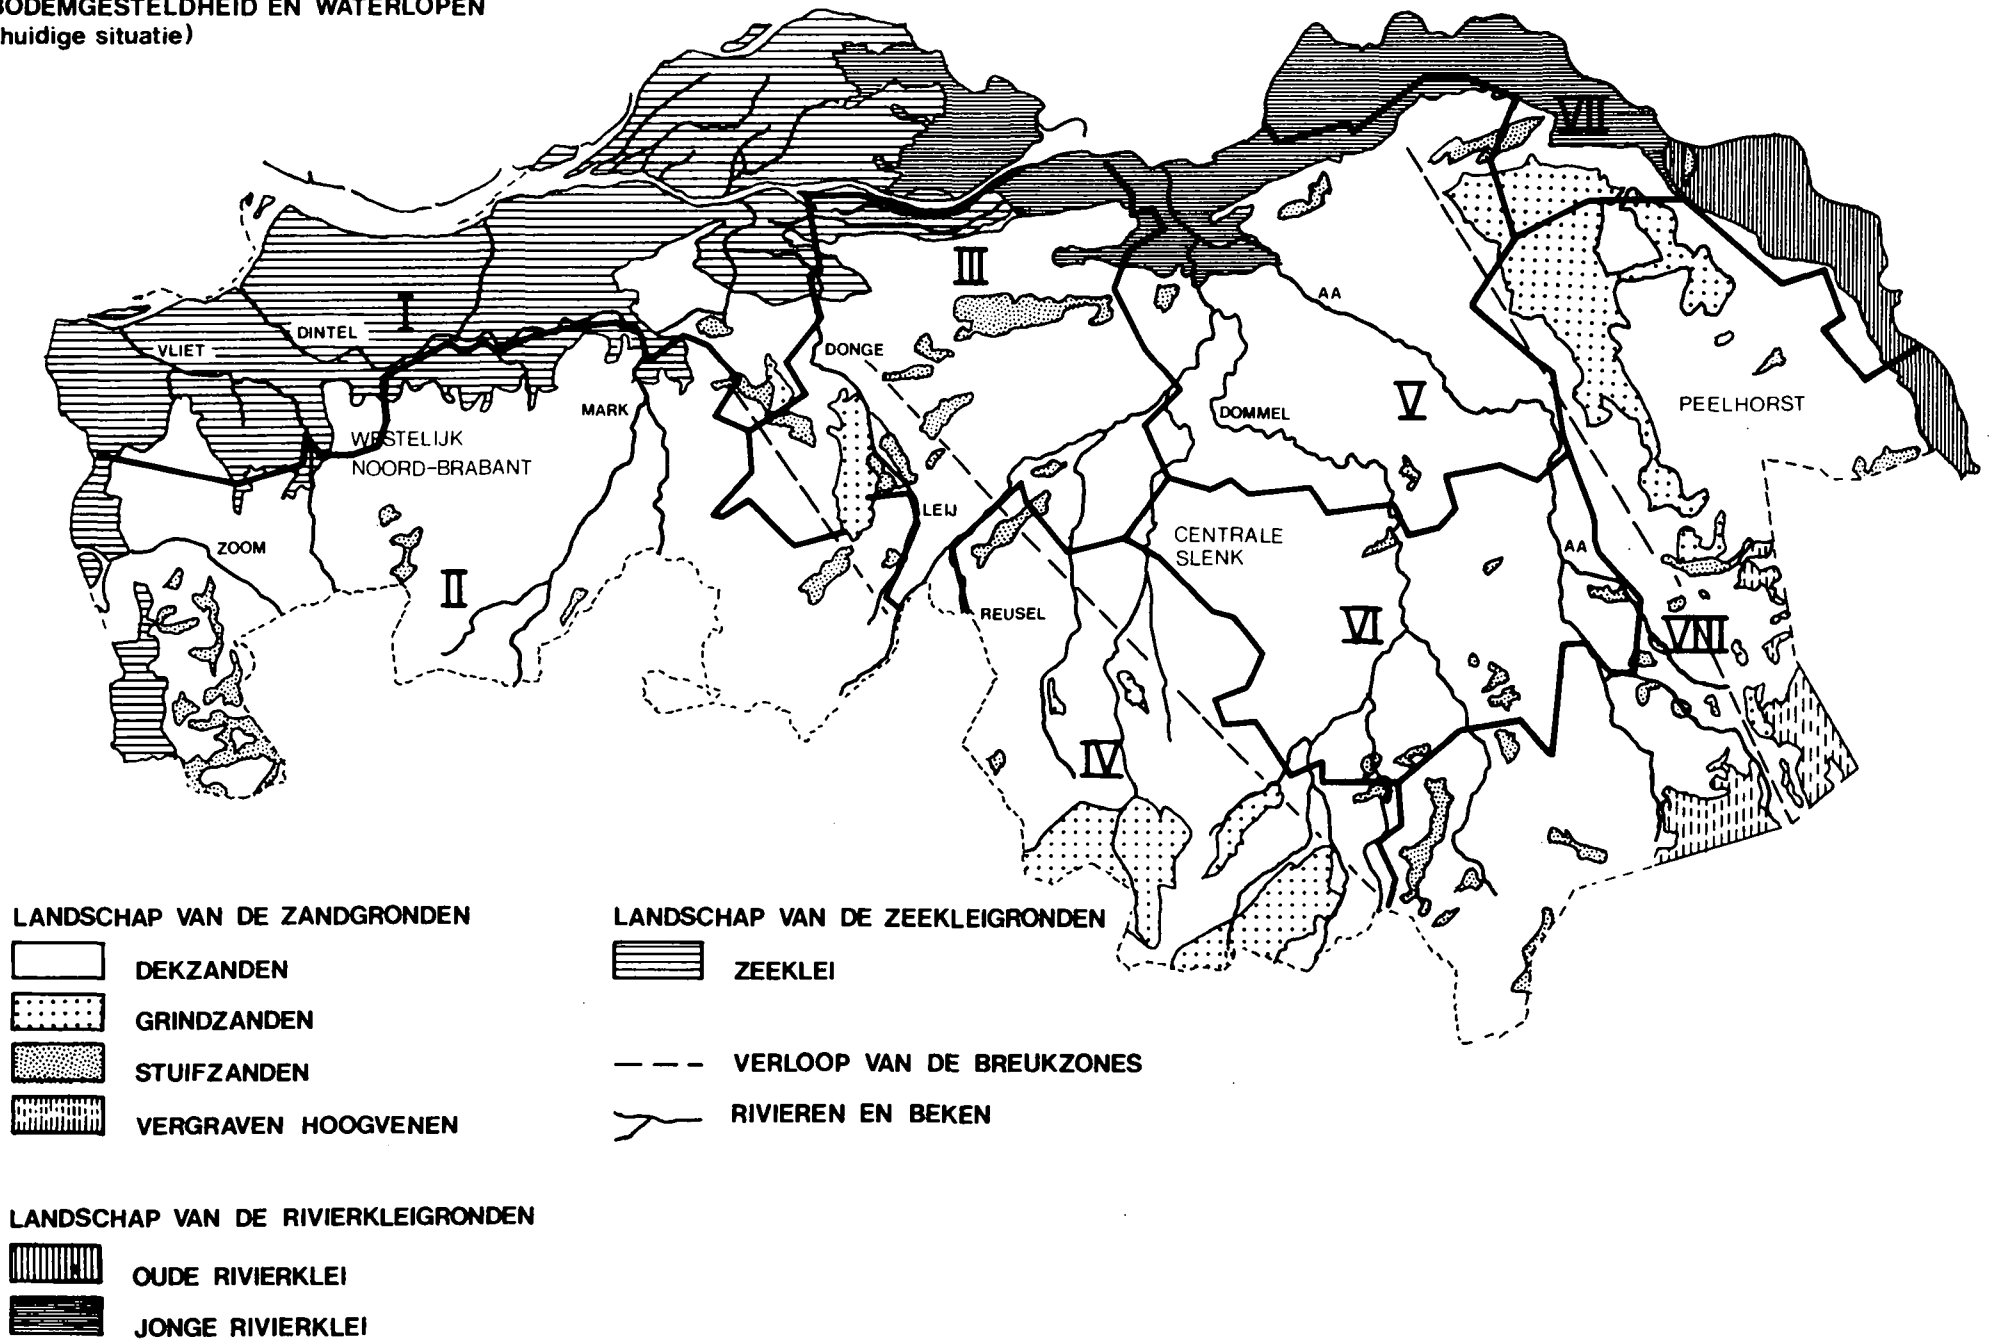 BODEMGESTELDHEID EN WATERLOPEN
huidige situatie)
VII
III
I
AA
DINTEL
VLIET
DONGE
MARK
DOMMEL
V
PEELHORST
WESTELIJK
NOORD-BRABANT
LEIJ
CENTRALE
SLENK
ZOOM
AA
II
REUSEL
VI
VIII
IV
LANDSCHAP VAN DE ZANDGRONDEN
DEKZANDEN
GRINDZANDEN
STUIFZANDEN
VERGRAVEN HOOGVENEN
LANDSCHAP VAN DE ZEEKLEIGRONDEN
ZEEKLEI
VERLOOP VAN DE BREUKZONES
RIVIEREN EN BEKEN
LANDSCHAP VAN DE RIVIERKLEIGRONDEN
OUDE RIVIERKLEI
JONGE RIVIERKLEI